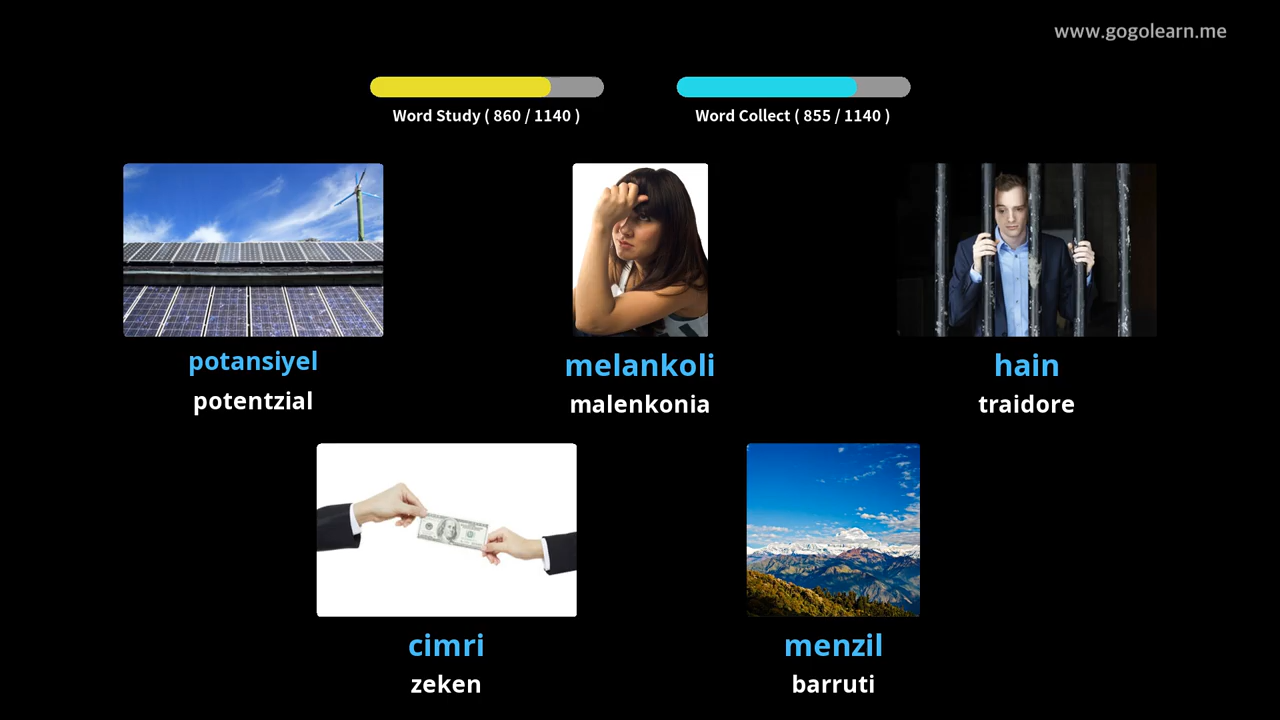 www.gogolearn.me
Word Study ( 860 / 1140 )
Word Collect ( 855 / 1140 )
potansiyel
potentzial
melankoli
malenkonia
hain
traidore
cimri
zeken
menzil
barruti